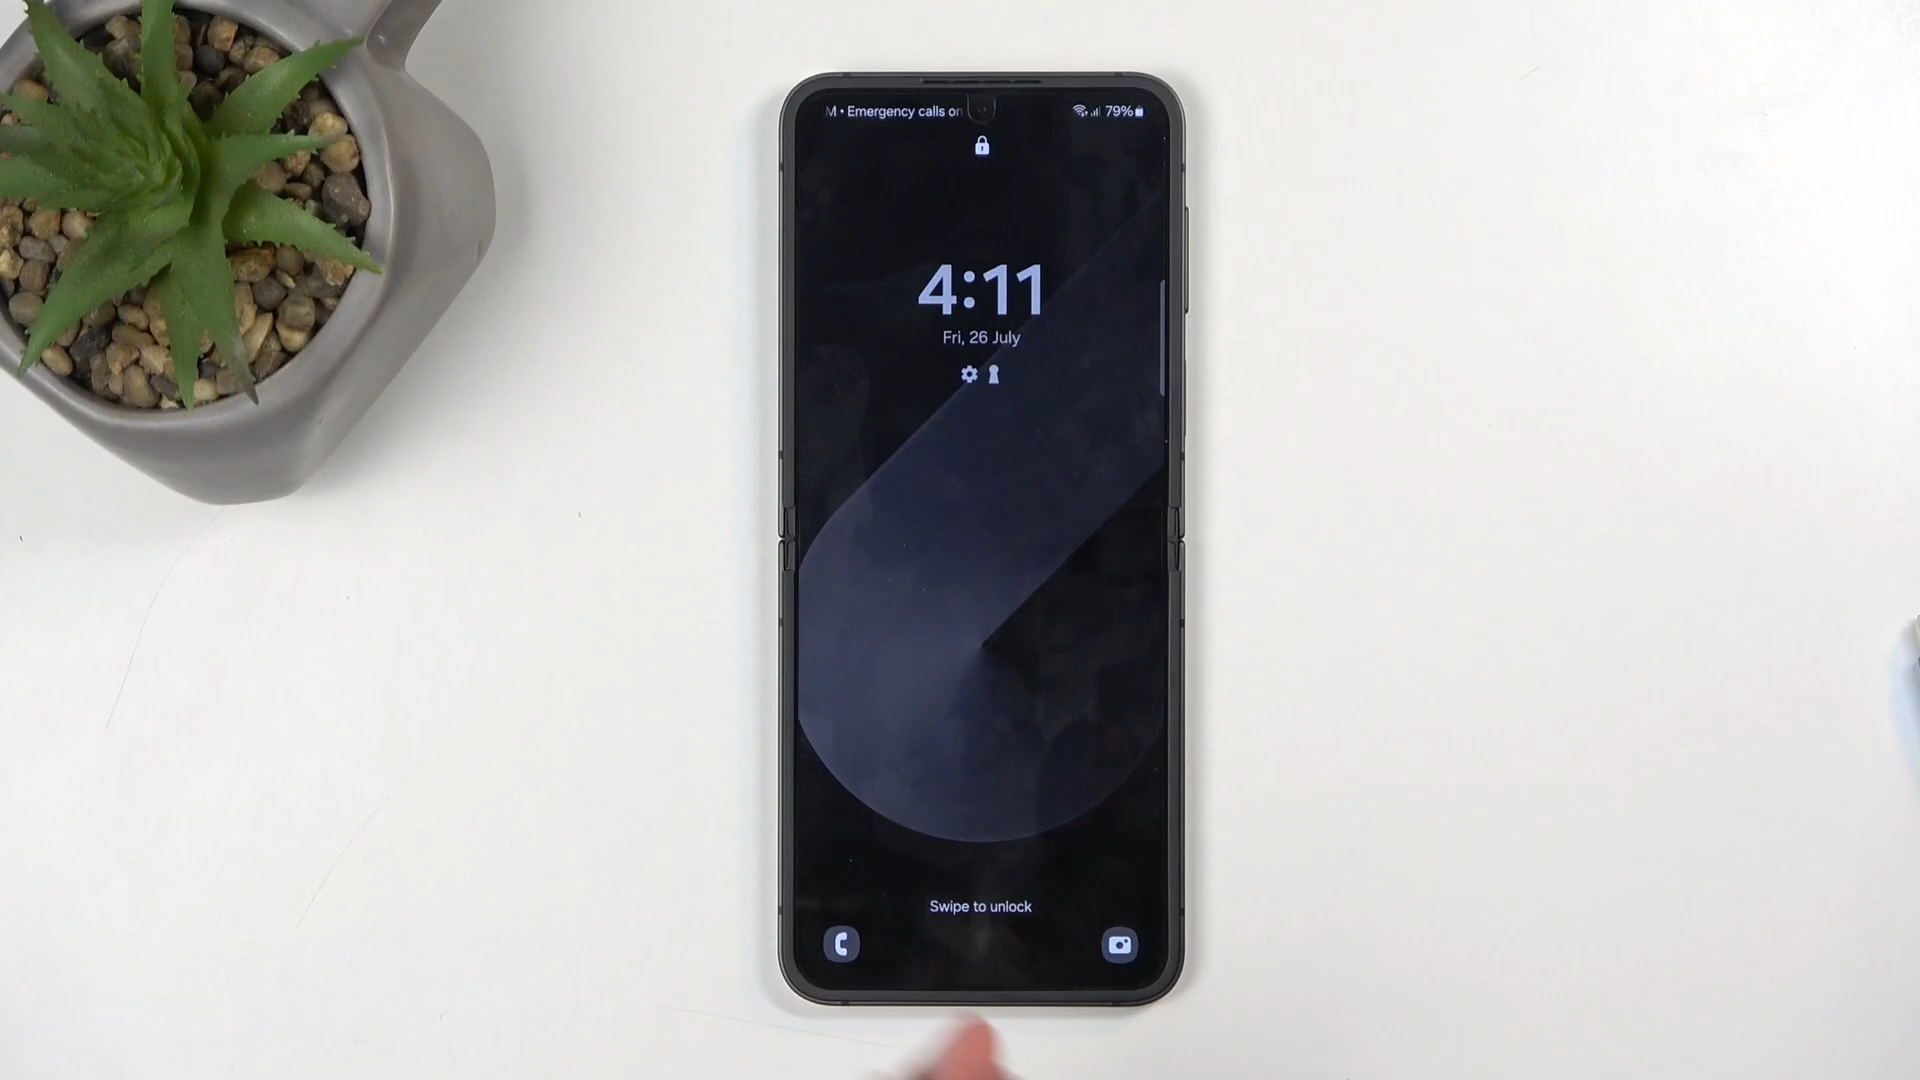 M • Emergency calls on 79%
4:11
Fri, 26 July
Swipe to unlock